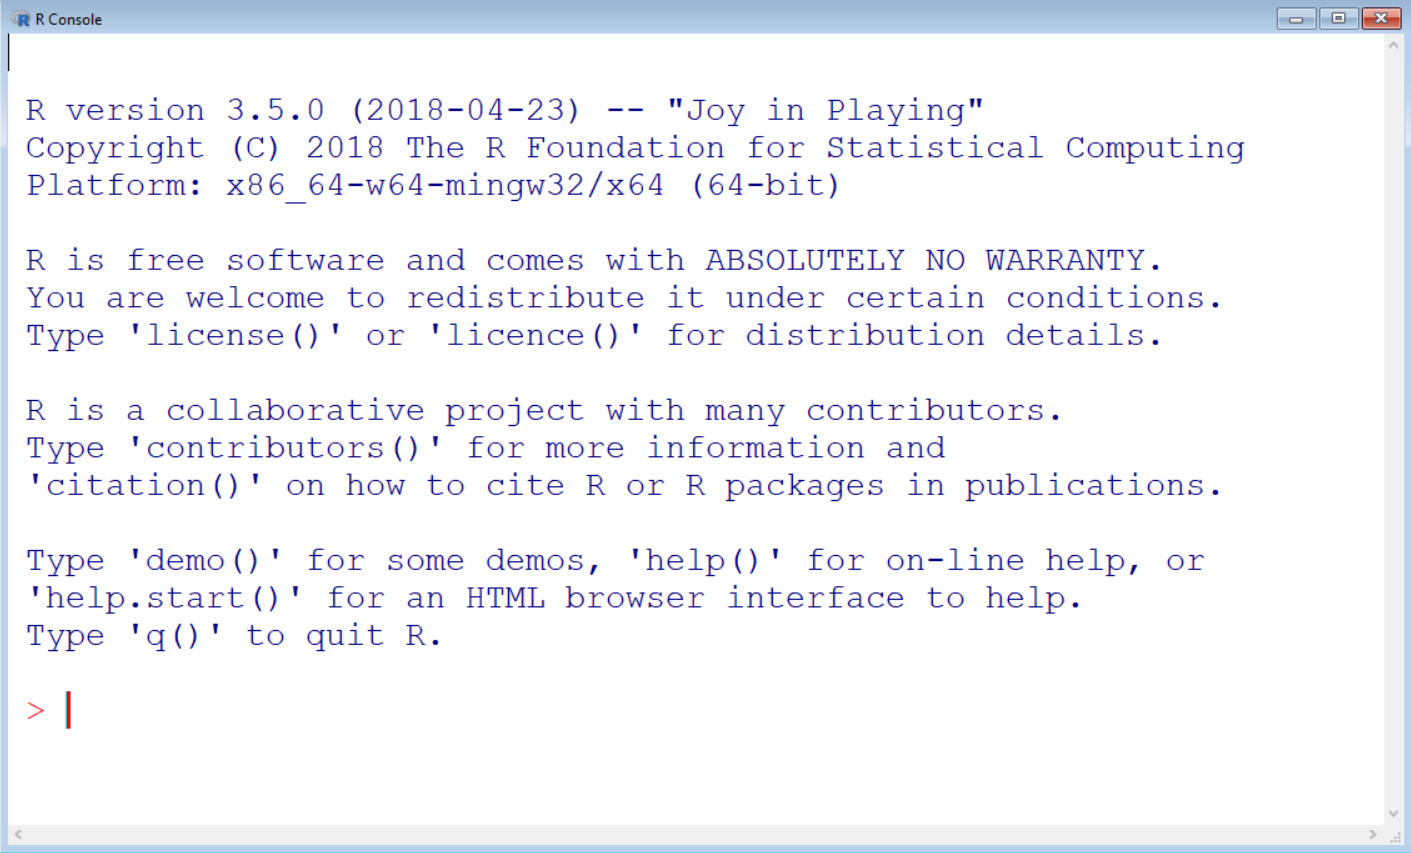 R Console
R version 3.5.0 (2018-04-23) -- "Joy in Playing"
Copyright (C) 2018 The R Foundation for Statistical Computing
Platform: x86_64-w64-mingw32/x64 (64-bit)
R is free software and comes with ABSOLUTELY NO WARRANTY.
You are welcome to redistribute it under certain conditions.
Type 'license()' or 'licence()' for distribution details.
R is a collaborative project with many contributors.
Type 'contributors()' for more information and
'citation()' on how to cite R or R packages in publications.
Type 'demo()' for some demos, 'help()' for on-line help, or
'help.start()' for an HTML browser interface to help.
Type 'q()' to quit R.
>